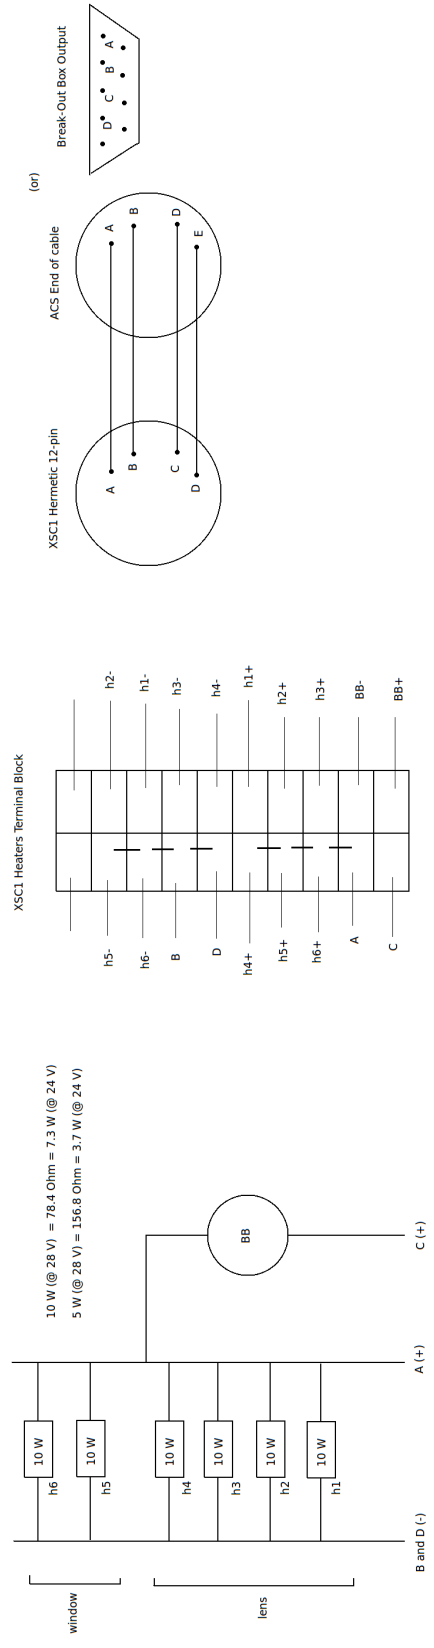 10 W (@ 28 V) = 78.4 Ohm = 7.3 W (@ 24 V)
5 W (@ 28 V) = 156.8 Ohm = 3.7 W (@ 24 V)
window
10 W
h6
10 W
h5
lens
10 W
h4
10 W
h3
10 W
h2
10 W
h1
BB
B and D (-)
A (+)
C (+)
XSC1 Heaters Terminal Block
h5-
h2-
h6-
h1-
B
h3-
D
h4-
h4+
h1+
h5+
h2+
h6+
h3+
A
BB-
C
BB+
XSC1 Hermetic 12-pin
A
B
C
D
ACS End of cable
A
B
D
E
(or)
Break-Out Box Output
D
C
B
A